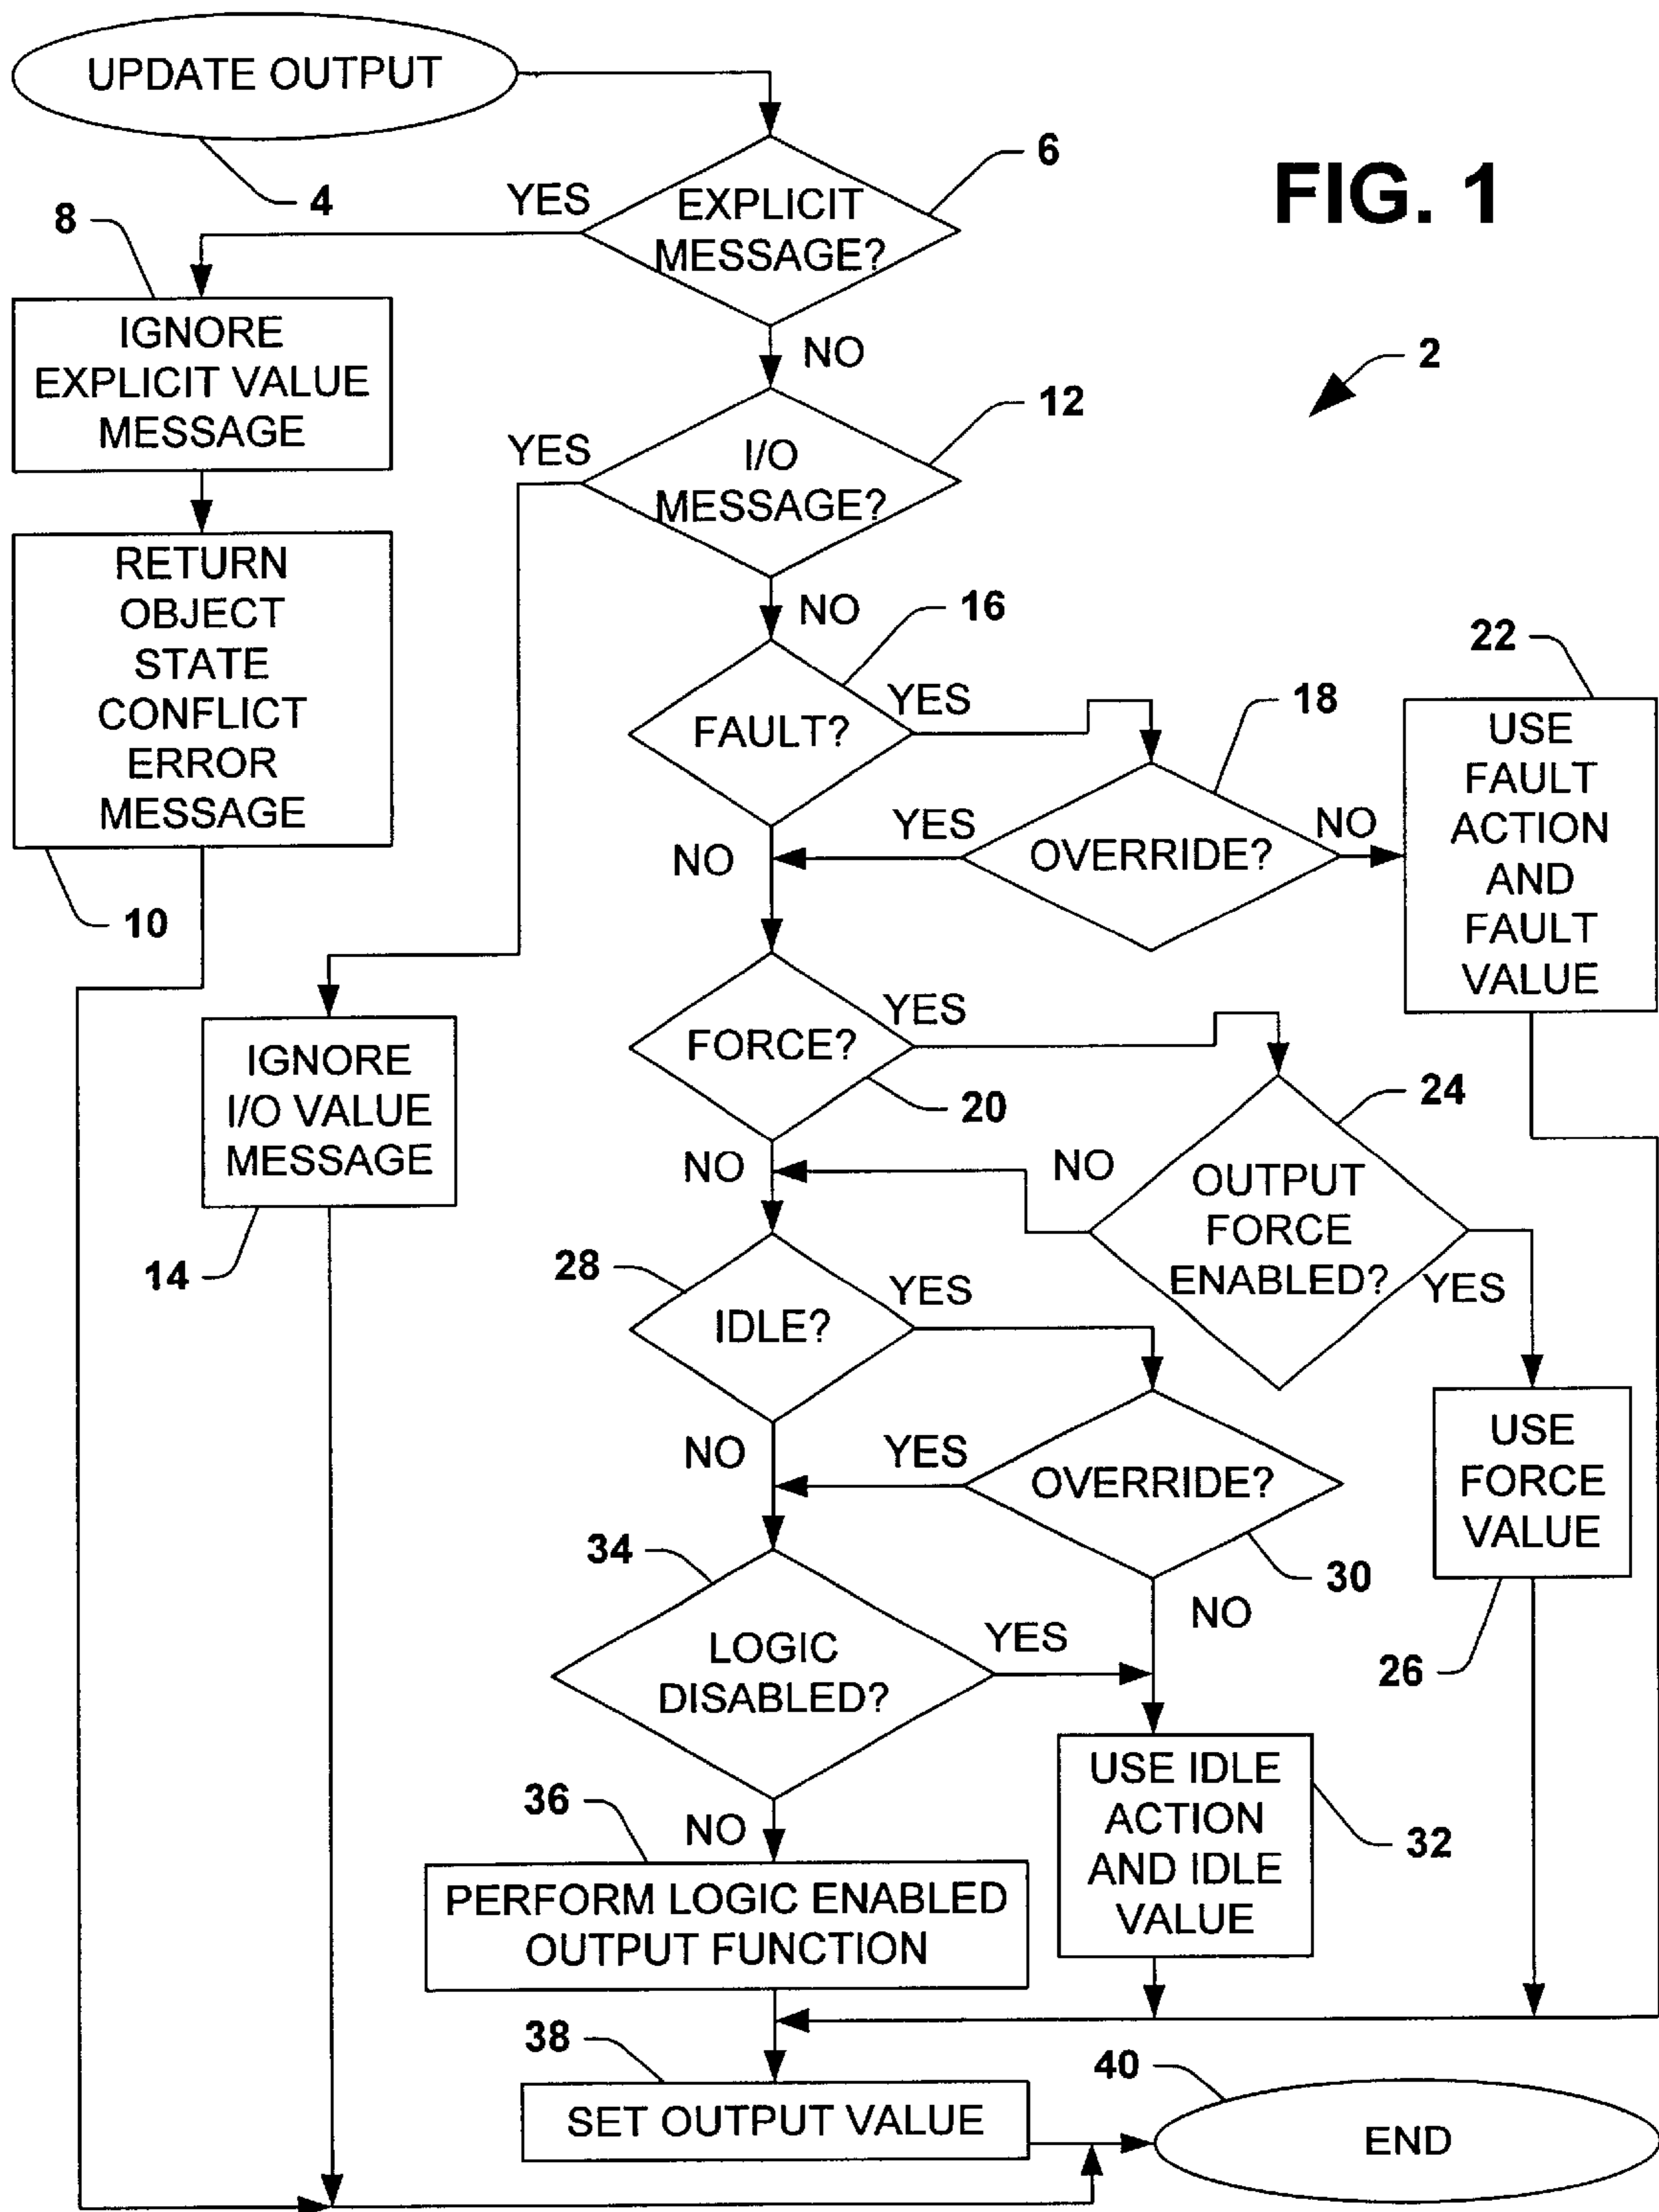 UPDATE OUTPUT
4
6
FIG. 1
YES
EXPLICIT
MESSAGE?
8
NO
IGNORE
EXPLICIT VALUE
MESSAGE
2
12
YES
I/O
MESSAGE?
RETURN
OBJECT
STATE
CONFLICT
ERROR
MESSAGE
10
NO
16
FAULT?
YES
18
22
USE
FAULT
ACTION
AND
FAULT
VALUE
YES
OVERRIDE?
NO
NO
FORCE?
YES
20
24
IGNORE
I/O VALUE
MESSAGE
14
NO
NO
OUTPUT
FORCE
ENABLED?
YES
28
IDLE?
YES
NO
YES
OVERRIDE?
30
USE
FORCE
VALUE
26
34
NO
LOGIC
DISABLED?
YES
36
NO
USE IDLE
ACTION
AND IDLE
VALUE
32
PERFORM LOGIC ENABLED
OUTPUT FUNCTION
38
SET OUTPUT VALUE
40
END